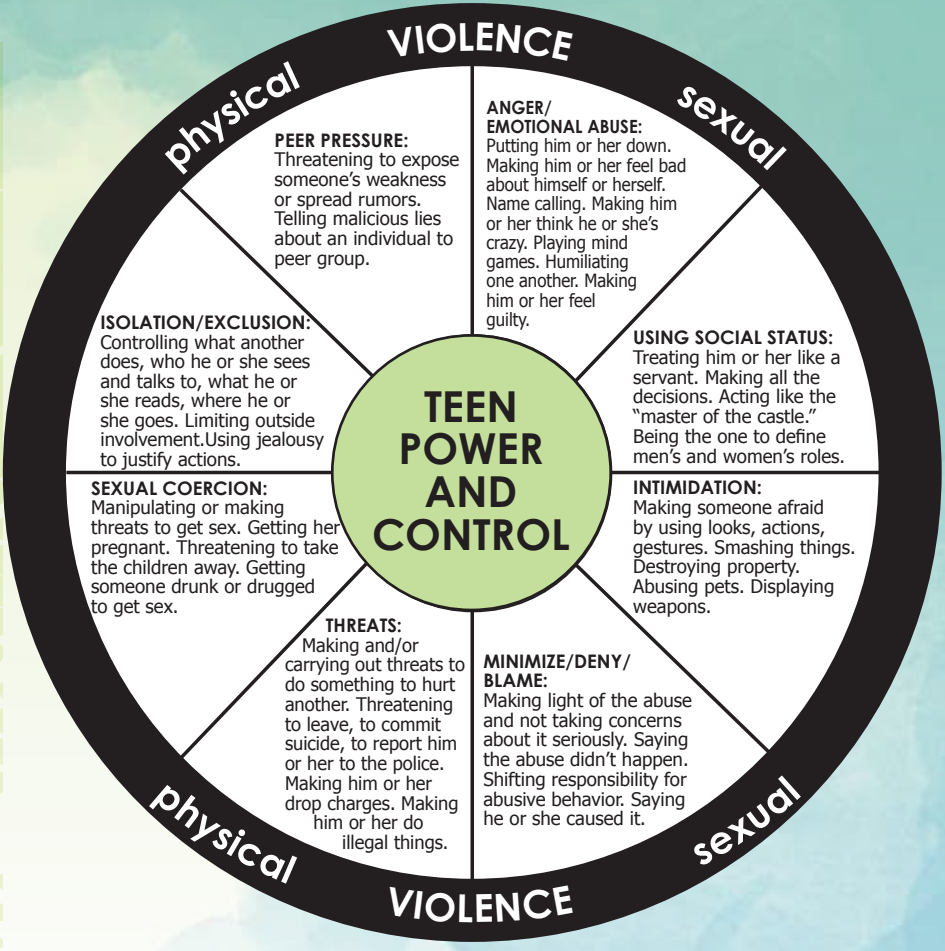 VIOLENCE
physical
sexual
PEER PRESSURE:
Threatening to expose
someone's weakness
or spread rumors.
Telling malicious lies
about an individual to
peer group.
ANGER/
EMOTIONAL ABUSE:
Putting him or her down.
Making him or her feel bad
about himself or herself.
Name calling. Making him
or her think he or she's
crazy. Playing mind
games. Humiliating
one another. Making
him or her feel
guilty.
ISOLATION/EXCLUSION:
Controlling what another
does, who he or she sees
and talks to, what he or
she reads, where he or
she goes. Limiting outside
involvement.Using jealousy
to justify actions.
USING SOCIAL STATUS:
Treating him or her like a
servant. Making all the
decisions. Acting like the
“master of the castle.”
Being the one to define
men's and women's roles.
TEEN
POWER
AND
CONTROL
SEXUAL COERCION:
Manipulating or making
threats to get sex. Getting her
pregnant. Threatening to take
the children away. Getting
someone drunk or drugged
to get sex.
INTIMIDATION:
Making someone afraid
by using looks, actions,
gestures. Smashing things.
Destroying property.
Abusing pets. Displaying
weapons.
THREATS:
Making and/or
carrying out threats to
do something to hurt
another. Threatening
to leave, to commit
suicide, to report him
or her to the police.
Making him or her
drop charges. Making
him or her do
illegal things.
MINIMIZE/DENY/
BLAME:
Making light of the abuse
and not taking concerns
about it seriously. Saying
the abuse didn't happen.
Shifting responsibility for
abusive behavior. Saying
he or she caused it.
physical
sexual
VIOLENCE